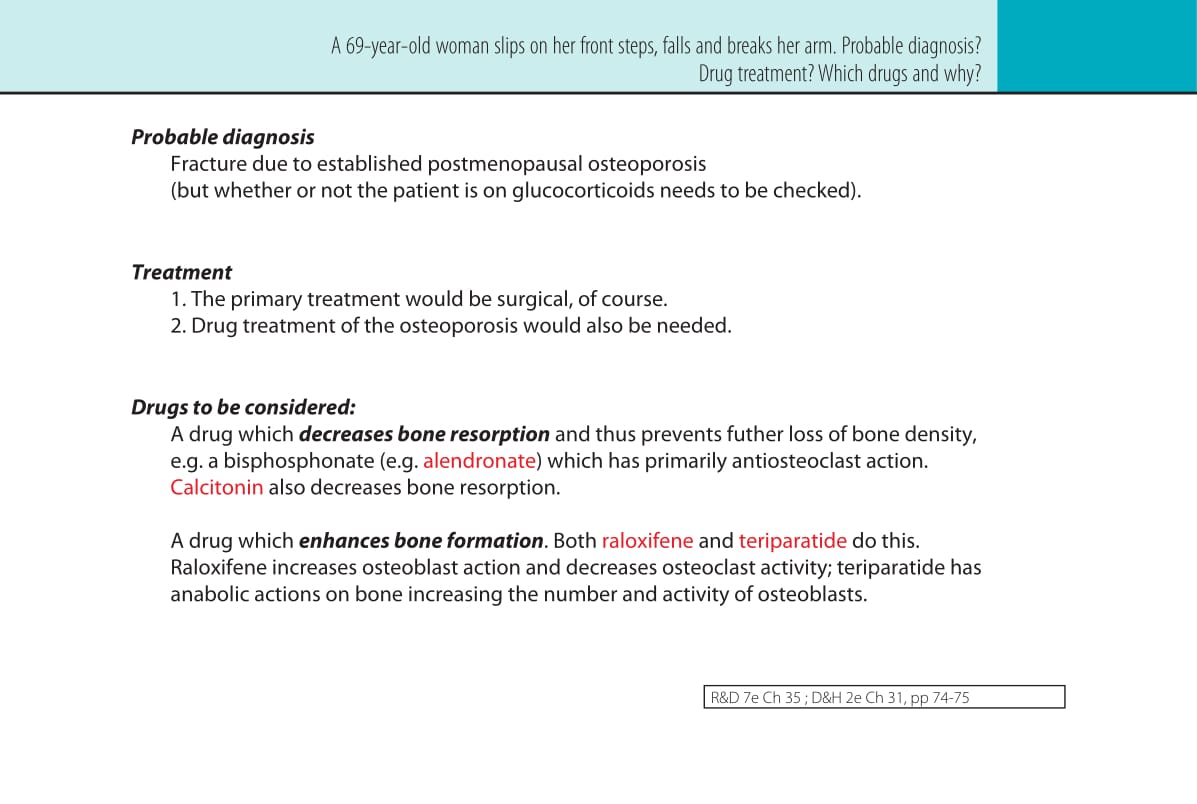 A 69-year-old woman slips on her front steps, falls and breaks her arm. Probable diagnosis?
Drug treatment? Which drugs and why?
Probable diagnosis
Fracture due to established postmenopausal osteoporosis
(but whether or not the patient is on glucocorticoids needs to be checked).
Treatment
1. The primary treatment would be surgical, of course.
2. Drug treatment of the osteoporosis would also be needed.
Drugs to be considered:
A drug which decreases bone resorption and thus prevents futher loss of bone density,
e.g. a bisphosphonate (e.g. alendronate) which has primarily antiosteoclast action.
Calcitonin also decreases bone resorption.
A drug which enhances bone formation. Both raloxifene and teriparatide do this.
Raloxifene increases osteoblast action and decreases osteoclast activity; teriparatide has
anabolic actions on bone increasing the number and activity of osteoblasts.
R&D 7e Ch 35 ; D&H 2e Ch 31, pp 74-75